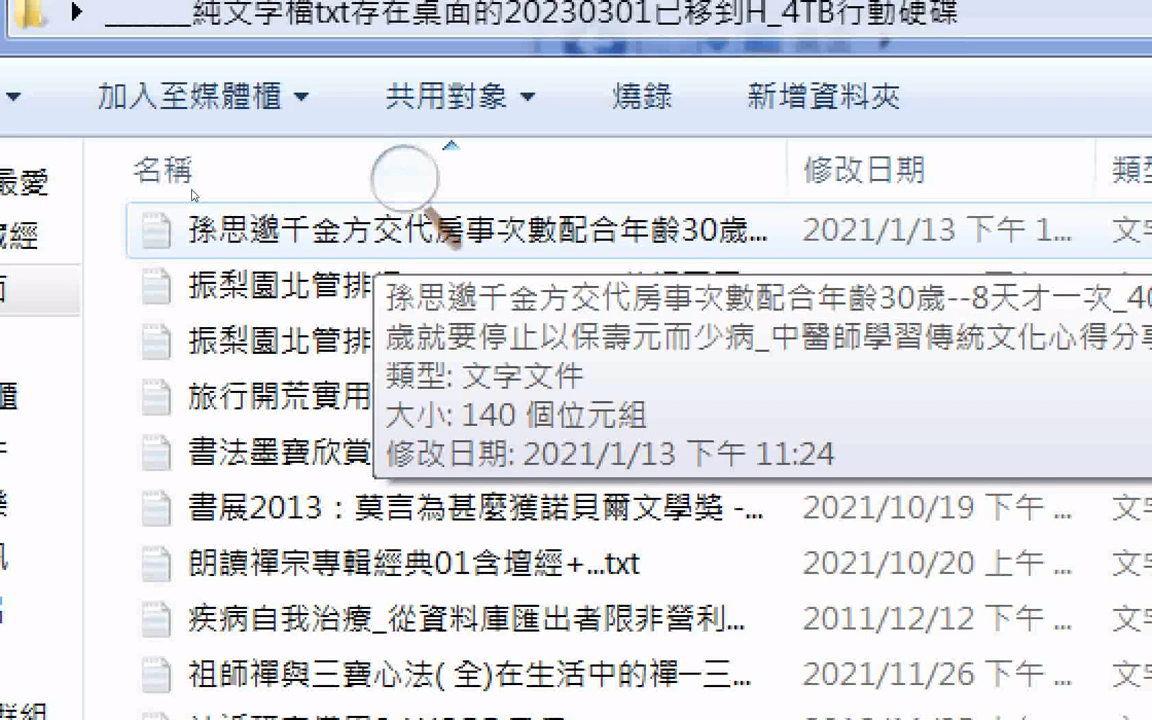 _______純文字檔txt存在桌面的20230301已移到H_4TB行動硬碟
加入至媒體櫃 共用對象 燒錄 新增資料夾
名稱 修改日期 類型
最愛
孫思邈千金方交代房事次數配合年齡30歲... 2021/1/13 下午 1... 文字
振梨園北管排
孫思邈千金方交代房事次數配合年齡30歲--8天才一次_40
歲就要停止以保壽元而少病_中醫師學習傳統文化心得分享
類型: 文字文件
大小: 140 個位元組
修改日期: 2021/1/13 下午 11:24
振梨園北管排
旅行開荒實用
書法墨寶欣賞
書展2013：莫言為甚麼獲諾貝爾文學獎 -... 2021/10/19 下午 ... 文字
朗讀禪宗專輯經典01含壇經+...txt 2021/10/20 上午 ... 文字
疾病自我治療_從資料庫匯出者限非營利... 2011/12/12 下午 ... 文字
祖師禪與三寶心法( 全)在生活中的禪─三... 2021/11/26 下午 ... 文字
群組